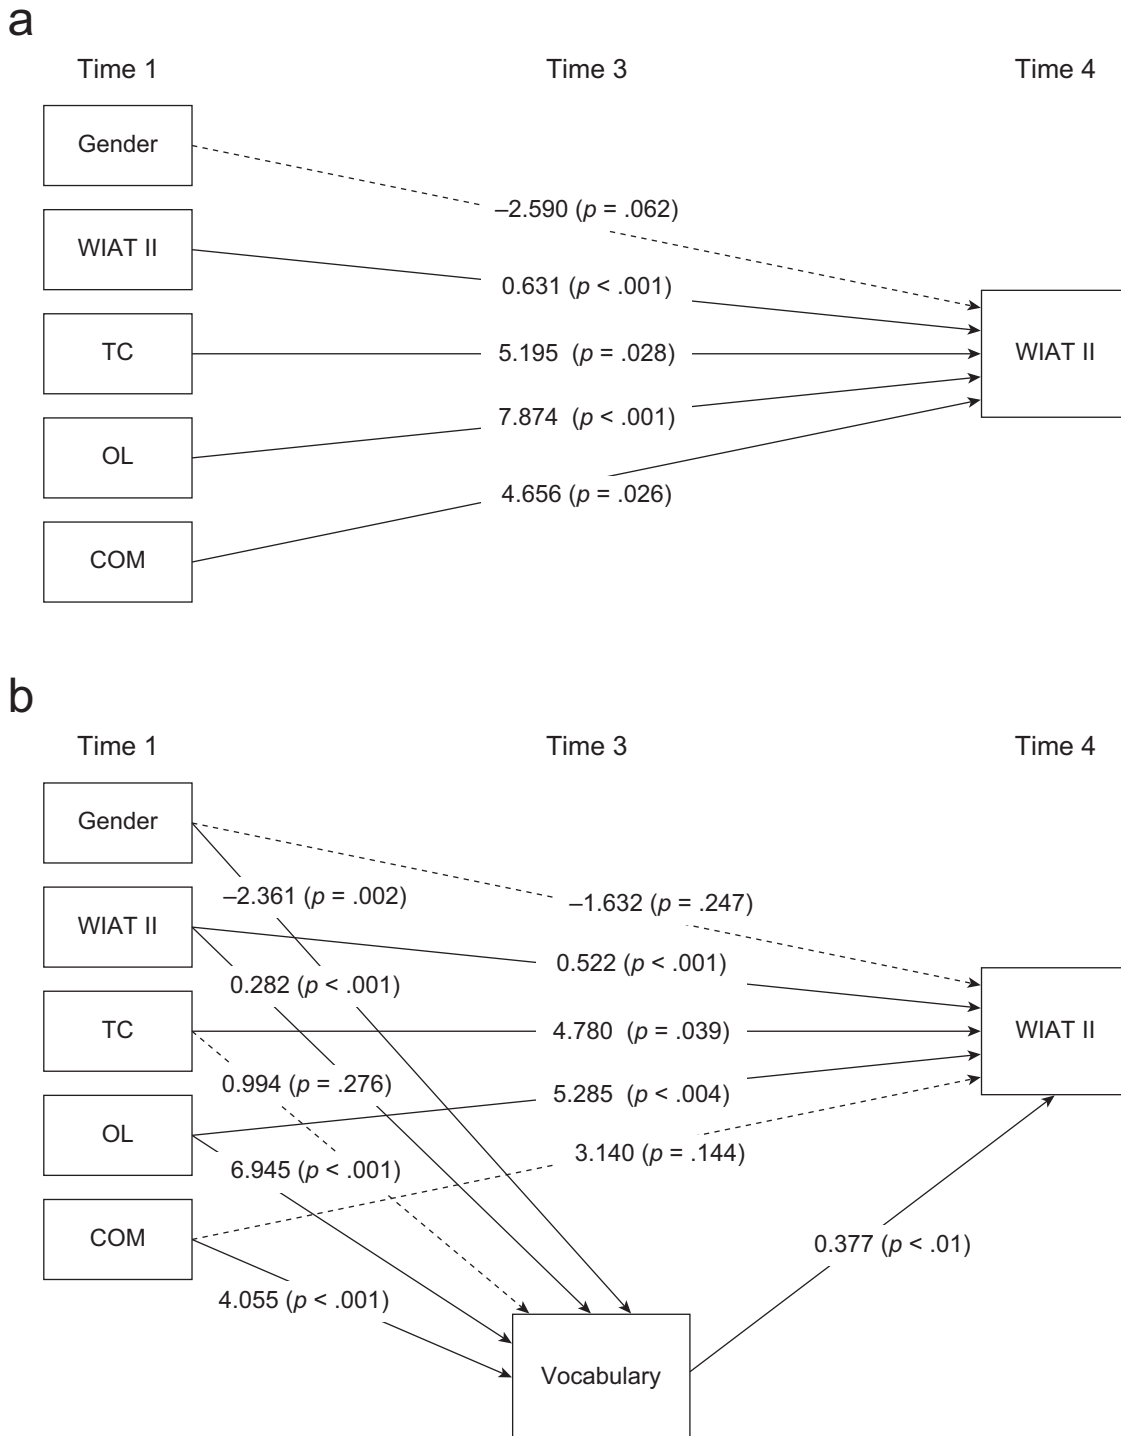 a
Time 1 Time 3 Time 4
Gender
–2.590 (p = .062)
WIAT II
0.631 (p < .001)
TC
5.195 (p = .028)
WIAT II
7.874 (p < .001)
OL
4.656 (p = .026)
COM
b
Time 1 Time 3 Time 4
Gender
–2.361 (p = .002)
–1.632 (p = .247)
WIAT II
0.522 (p < .001)
0.282 (p < .001)
TC
4.780 (p = .039)
WIAT II
0.994 (p = .276)
5.285 (p < .004)
OL
3.140 (p = .144)
6.945 (p < .001)
COM
0.377 (p < .01)
4.055 (p < .001)
Vocabulary